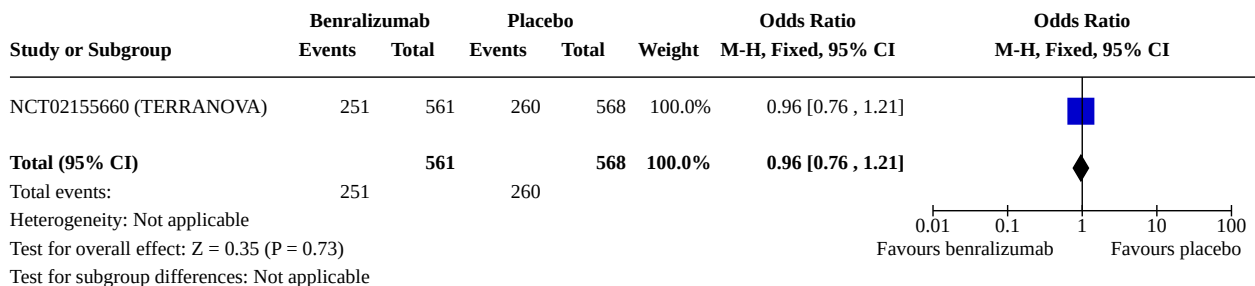 Benralizumab Placebo Odds Ratio Odds Ratio
Study or Subgroup Events Total Events Total Weight M-H, Fixed, 95% CI M-H, Fixed, 95% CI
NCT02155660 (TERRANOVA) 251 561 260 568 100.0% 0.96 [0.76 , 1.21]
Total (95% CI) 561 568 100.0% 0.96 [0.76 , 1.21]
Total events: 251 260
Heterogeneity: Not applicable
0.01 0.1 1 10 100
Test for overall effect: Z = 0.35 (P = 0.73) Favours benralizumab Favours placebo
Test for subgroup differences: Not applicable